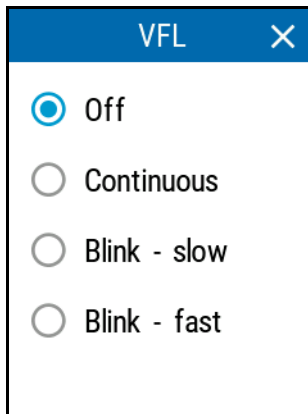 VFL
Off
Continuous
Blink - slow
Blink - fast